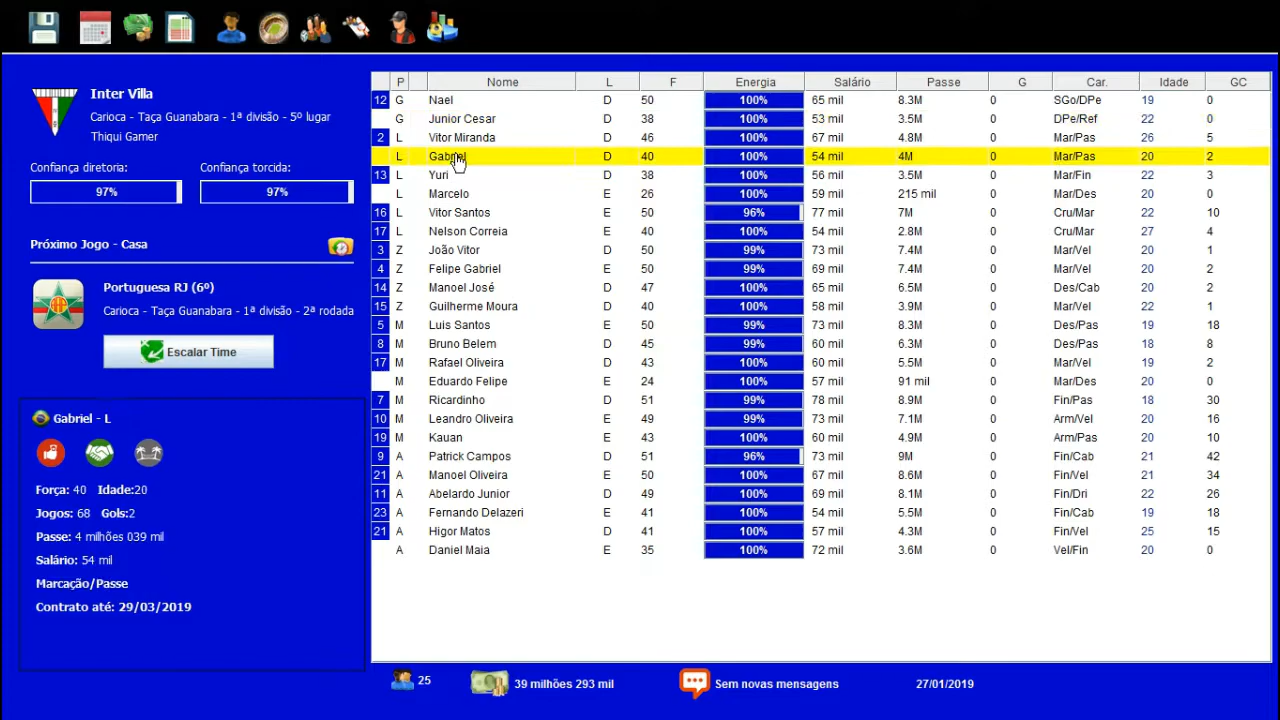 Inter Villa
Carioca - Taça Guanabara - 1ª divisão - 5º lugar
Thiqui Gamer
Confiança diretoria: Confiança torcida:
97% 97%
Próximo Jogo - Casa
Portuguesa RJ (6º)
Carioca - Taça Guanabara - 1ª divisão - 2ª rodada
Escalar Time
Gabriel - L
Força: 40 Idade:20
Jogos: 68 Gols:2
Passe: 4 milhões 039 mil
Salário: 54 mil
Marcação/Passe
Contrato até: 29/03/2019
P Nome L F Energia Salário Passe G Car. Idade GC
12 G Nael D 50 100% 65 mil 8.3M 0 SGo/DPe 19 0
G Junior Cesar D 38 100% 53 mil 3.5M 0 DPe/Ref 22 0
2 L Vitor Miranda D 46 100% 67 mil 4.8M 0 Mar/Pas 26 5
L Gabriel D 40 100% 54 mil 4M 0 Mar/Pas 20 2
13 L Yuri D 38 100% 56 mil 3.5M 0 Mar/Fin 22 3
L Marcelo E 26 100% 59 mil 215 mil 0 Mar/Des 20 0
16 L Vitor Santos E 50 96% 77 mil 7M 0 Cru/Mar 22 10
17 L Nelson Correia E 40 100% 54 mil 2.8M 0 Cru/Mar 27 4
3 Z João Vitor D 50 99% 73 mil 7.4M 0 Mar/Vel 20 1
4 Z Felipe Gabriel E 50 99% 69 mil 7.4M 0 Mar/Vel 20 2
14 Z Manoel José D 47 100% 65 mil 6.5M 0 Des/Cab 20 2
15 Z Guilherme Moura D 40 100% 58 mil 3.9M 0 Mar/Vel 22 1
5 M Luis Santos E 50 99% 73 mil 8.3M 0 Des/Pas 19 18
8 M Bruno Belem D 45 99% 60 mil 6.3M 0 Des/Pas 18 8
17 M Rafael Oliveira D 43 100% 60 mil 5.5M 0 Mar/Vel 19 2
M Eduardo Felipe E 24 100% 57 mil 91 mil 0 Mar/Des 20 0
7 M Ricardinho D 51 99% 78 mil 8.9M 0 Fin/Pas 18 30
10 M Leandro Oliveira E 49 99% 73 mil 7.1M 0 Arm/Vel 20 16
19 M Kauan E 43 100% 60 mil 4.9M 0 Arm/Pas 20 10
9 A Patrick Campos D 51 96% 73 mil 9M 0 Fin/Cab 21 42
21 A Manoel Oliveira E 50 100% 67 mil 8.6M 0 Fin/Vel 21 34
11 A Abelardo Junior D 49 100% 69 mil 8.1M 0 Fin/Dri 22 26
23 A Fernando Delazeri E 41 100% 54 mil 5.5M 0 Fin/Cab 19 18
21 A Higor Matos D 41 100% 57 mil 4.3M 0 Fin/Vel 25 15
A Daniel Maia E 35 100% 72 mil 3.6M 0 Vel/Fin 20 0
25 39 milhões 293 mil Sem novas mensagens 27/01/2019